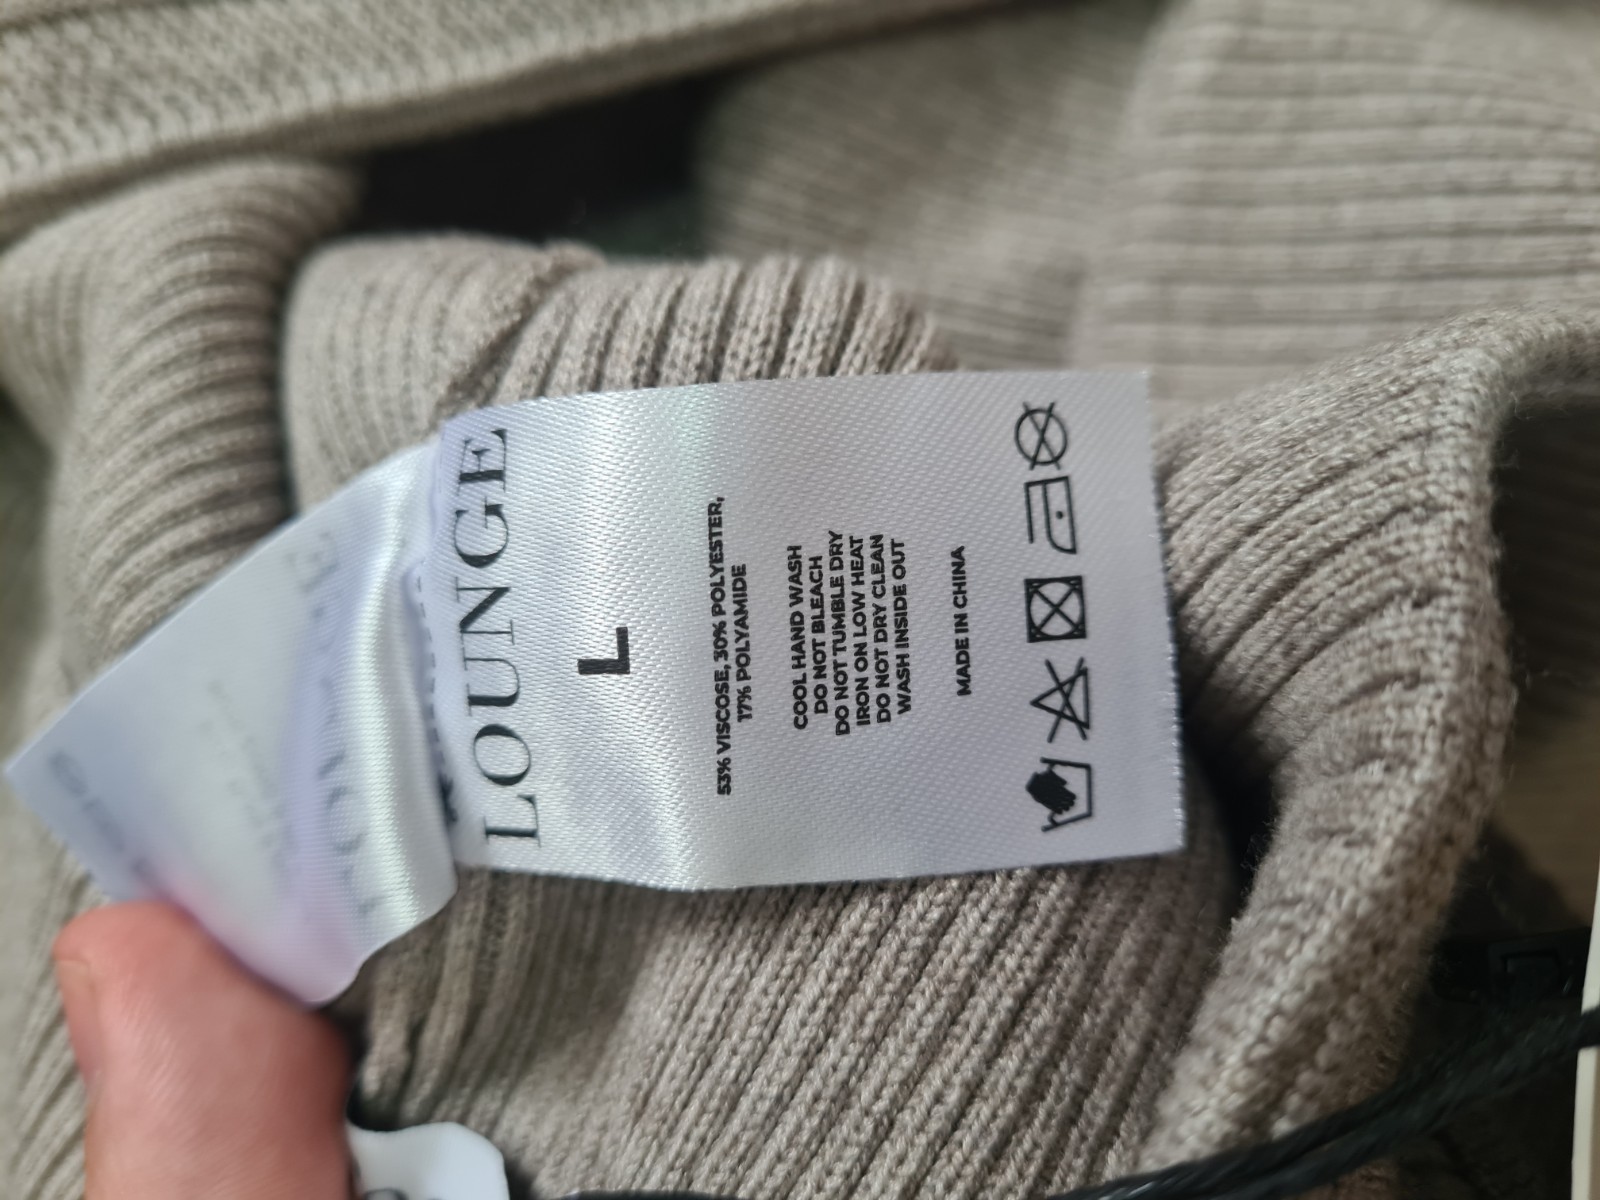 LOUNGE
L
53% VISCOSE, 30% POLYESTER,
17% POLYAMIDE
COOL HAND WASH
DO NOT BLEACH
DO NOT TUMBLE DRY
IRON ON LOW HEAT
DO NOT DRY CLEAN
WASH INSIDE OUT
MADE IN CHINA